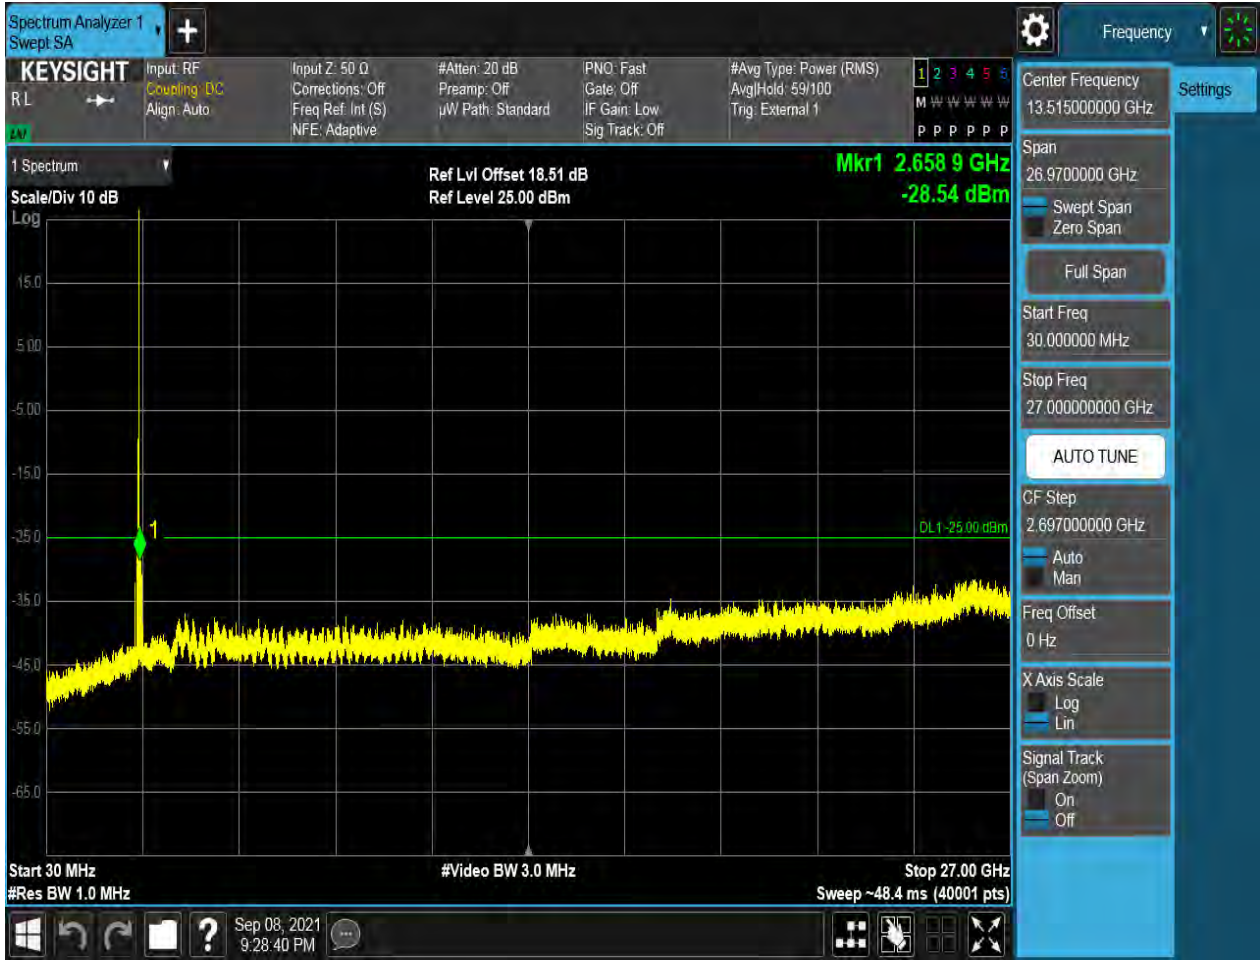 Spectrum Analyzer 1
Swept SA
+
Frequency
KEYSIGHT
R L
LXI
Input: RF
Coupling: DC
Align: Auto
Input Z: 50 Ω
Corrections: Off
Freq Ref: Int (S)
NFE: Adaptive
#Atten: 20 dB
Preamp: Off
µW Path: Standard
PNO: Fast
Gate: Off
IF Gain: Low
Sig Track: Off
#Avg Type: Power (RMS)
Avg|Hold: 59/100
Trig: External 1
1 2 3 4 5 6
M W W W W W
P P P P P P
1 Spectrum
Scale/Div 10 dB
Log
Ref Lvl Offset 18.51 dB
Ref Level 25.00 dBm
Mkr1 2.658 9 GHz
-28.54 dBm
15.0
5.00
-5.00
-15.0
-25.0
-35.0
-45.0
-55.0
-65.0
1
DL1 -25.00 dBm
Start 30 MHz
#Res BW 1.0 MHz
#Video BW 3.0 MHz
Stop 27.00 GHz
Sweep ~48.4 ms (40001 pts)
Center Frequency
13.515000000 GHz
Settings
Span
26.9700000 GHz
Swept Span
Zero Span
Full Span
Start Freq
30.000000 MHz
Stop Freq
27.000000000 GHz
AUTO TUNE
CF Step
2.697000000 GHz
Auto
Man
Freq Offset
0 Hz
X Axis Scale
Log
Lin
Signal Track
(Span Zoom)
On
Off
?
Sep 08, 2021
9:28:40 PM